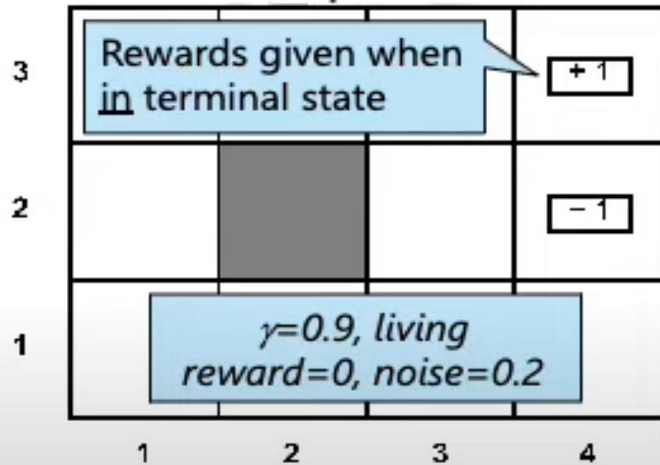 3
Rewards given when
in terminal state
+ 1
2
– 1
1
γ=0.9, living
reward=0, noise=0.2
1 2 3 4